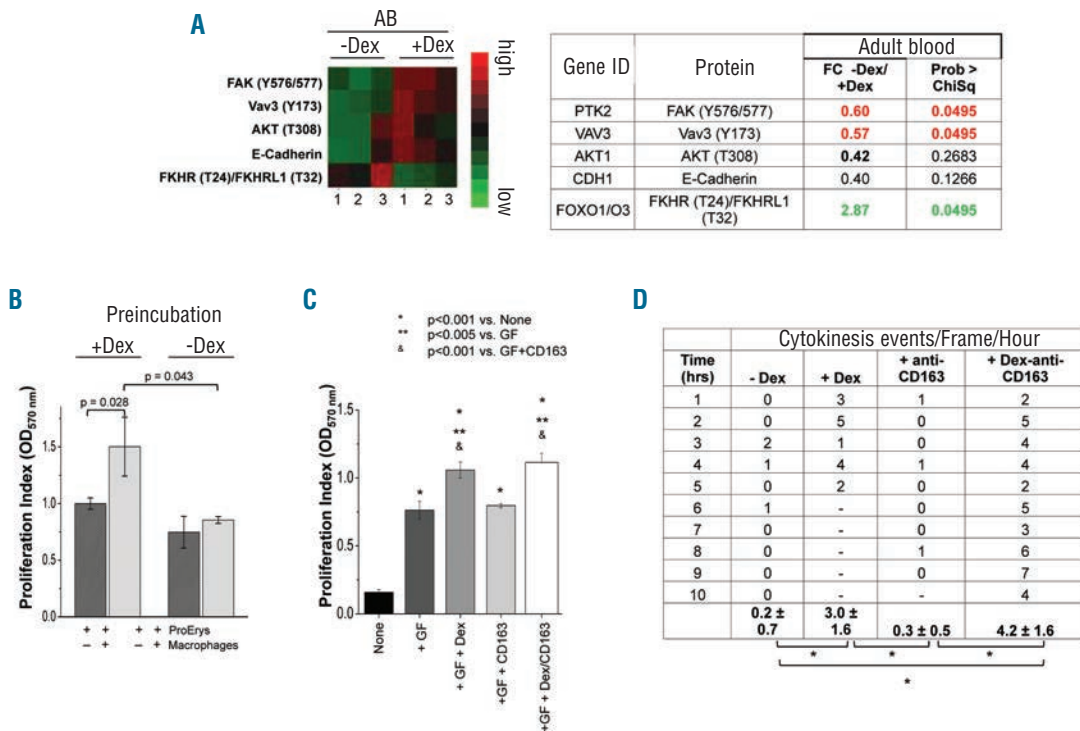 A
AB
-Dex +Dex
FAK (Y576/577)
Vav3 (Y173)
AKT (T308)
E-Cadherin
FKHR (T24)/FKHRL1 (T32)
1 2 3 1 2 3
high
low
Adult blood
Gene ID Protein FC -Dex/ +Dex Prob > ChiSq
PTK2 FAK (Y576/577) 0.60 0.0495
VAV3 Vav3 (Y173) 0.57 0.0495
AKT1 AKT (T308) 0.42 0.2683
CDH1 E-Cadherin 0.40 0.1266
FOXO1/O3 FKHR (T24)/FKHRL1 (T32) 2.87 0.0495
B
Preincubation
+Dex -Dex
p = 0.043
p = 0.028
Proliferation Index (OD570 nm)
1.5
1.0
0.5
0.0
+ + + + ProErys
– + – + Macrophages
C
* p<0.001 vs. None
** p<0.005 vs. GF
& p<0.001 vs. GF+CD163
Proliferation Index (OD570 nm)
1.5
1.0
0.5
0.0
*
*
**
&
*
*
**
&
None
+ GF
+ GF + Dex
+GF + CD163
+GF + Dex/CD163
D
Cytokinesis events/Frame/Hour
Time (hrs) - Dex + Dex + anti-CD163 + Dex-anti-CD163
1 0 3 1 2
2 0 5 0 5
3 2 1 0 4
4 1 4 1 4
5 0 2 0 2
6 1 - 0 5
7 0 - 0 3
8 0 - 1 6
9 0 - 0 7
10 0 - - 4
0.2 ± 0.7 3.0 ± 1.6 0.3 ± 0.5 4.2 ± 1.6
* * *
*